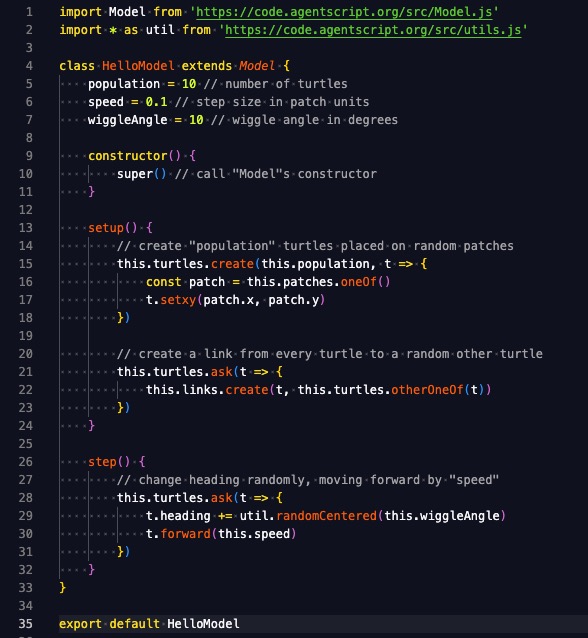 1 import Model from 'https://code.agentscript.org/src/Model.js'
2 import * as util from 'https://code.agentscript.org/src/utils.js'
3
4 class HelloModel extends Model {
5     population = 10 // number of turtles
6     speed = 0.1 // step size in patch units
7     wiggleAngle = 10 // wiggle angle in degrees
8
9     constructor() {
10         super() // call "Model"s constructor
11     }
12
13     setup() {
14         // create "population" turtles placed on random patches
15         this.turtles.create(this.population, t => {
16             const patch = this.patches.oneOf()
17             t.setxy(patch.x, patch.y)
18         })
19
20         // create a link from every turtle to a random other turtle
21         this.turtles.ask(t => {
22             this.links.create(t, this.turtles.otherOneOf(t))
23         })
24     }
25
26     step() {
27         // change heading randomly, moving forward by "speed"
28         this.turtles.ask(t => {
29             t.heading += util.randomCentered(this.wiggleAngle)
30             t.forward(this.speed)
31         })
32     }
33 }
34
35 export default HelloModel